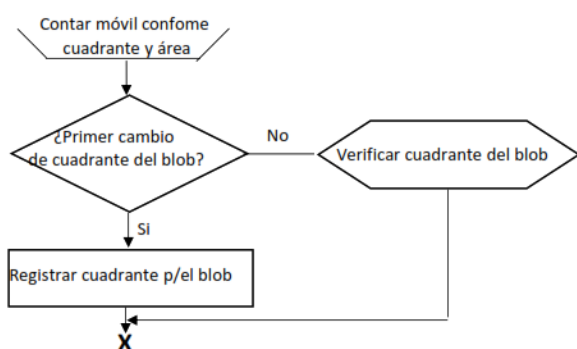 Contar móvil confome
cuadrante y área
¿Primer cambio
de cuadrante del blob?
No
Verificar cuadrante del blob
Si
Registrar cuadrante p/el blob
X